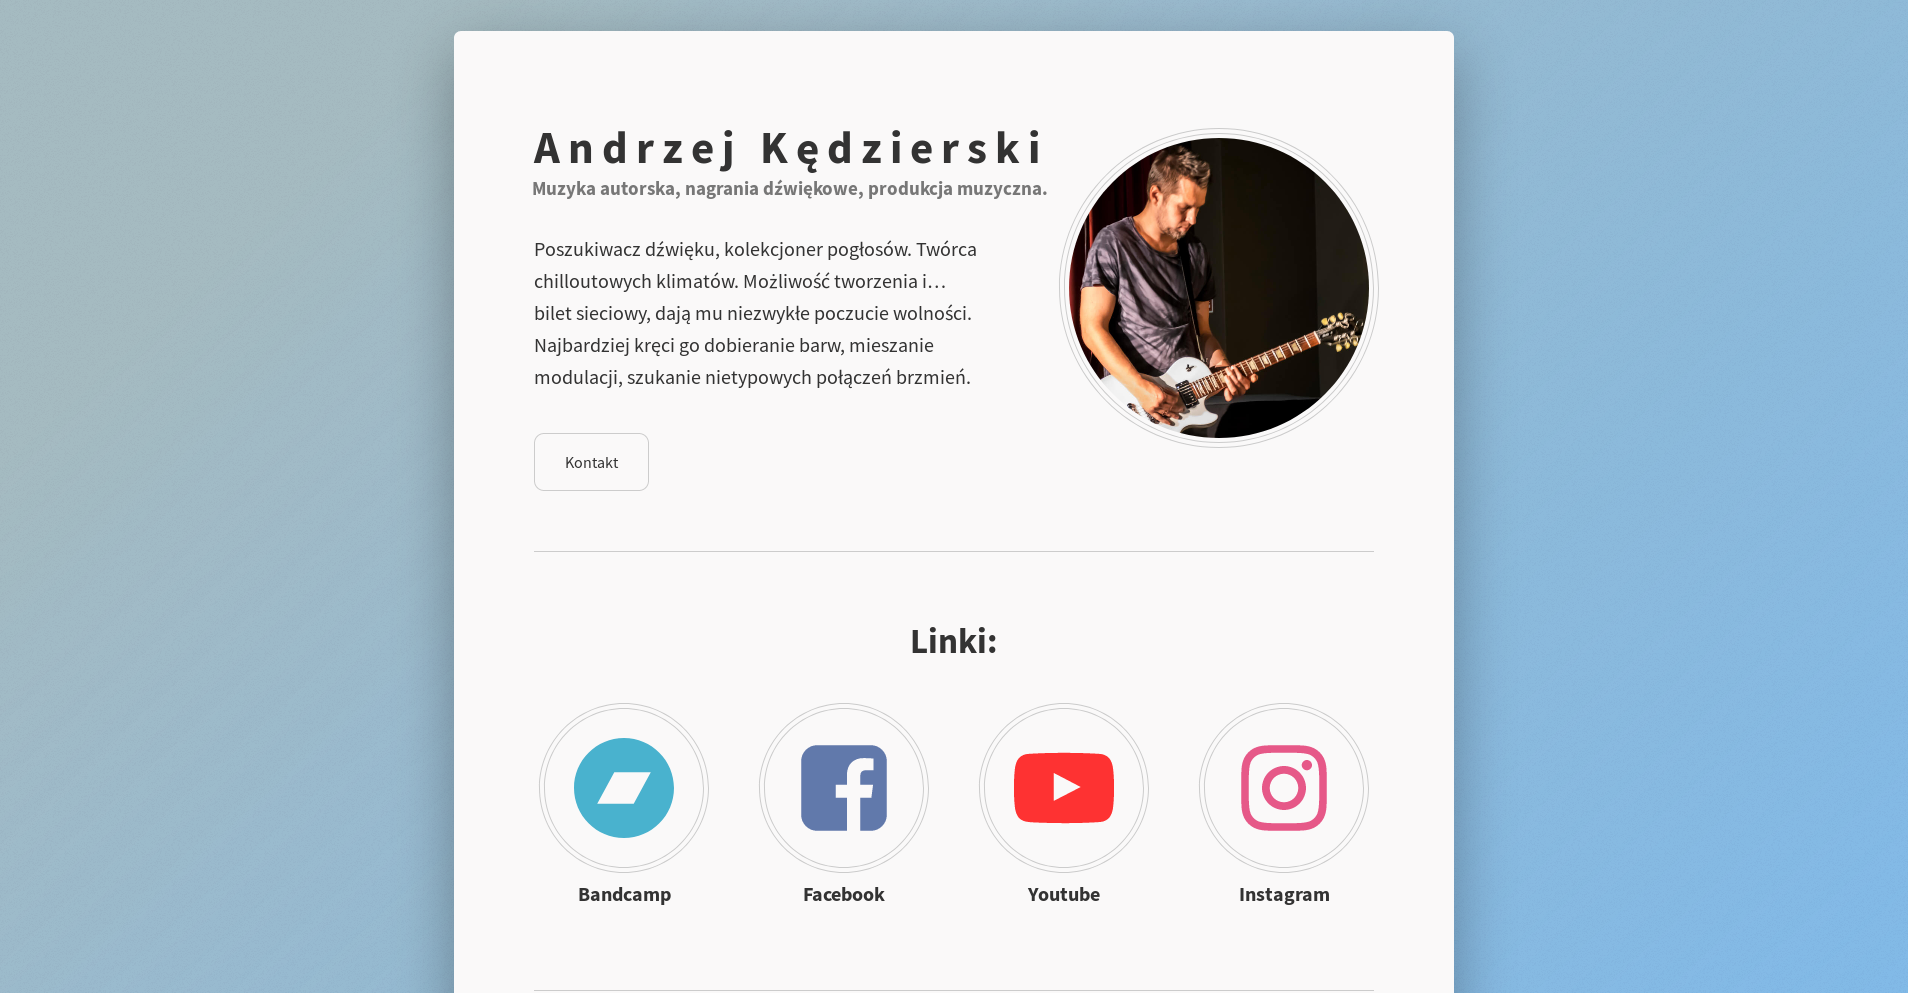 Andrzej Kędzierski
Muzyka autorska, nagrania dźwiękowe, produkcja muzyczna.
Poszukiwacz dźwięku, kolekcjoner pogłosów. Twórca
chilloutowych klimatów. Możliwość tworzenia i…
bilet sieciowy, dają mu niezwykłe poczucie wolności.
Najbardziej kręci go dobieranie barw, mieszanie
modulacji, szukanie nietypowych połączeń brzmień.
Kontakt
Linki:
Bandcamp
Facebook
Youtube
Instagram